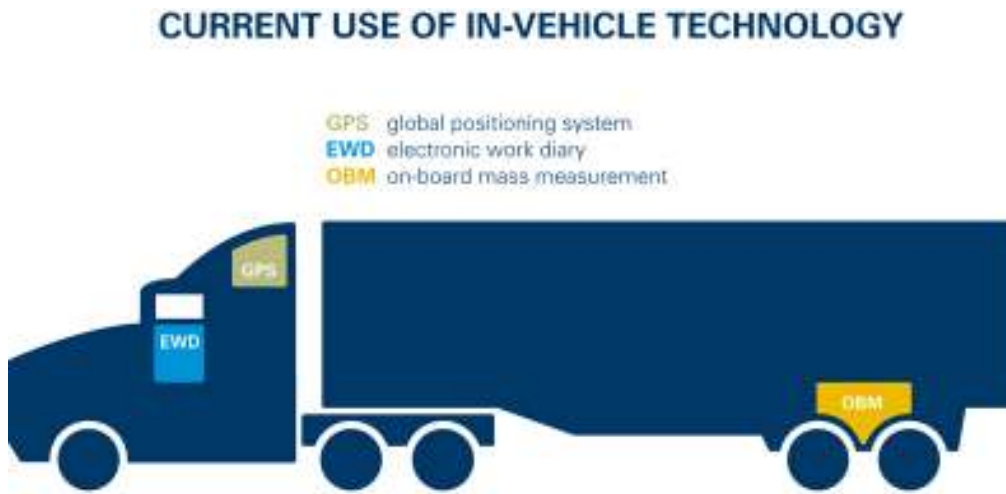 CURRENT USE OF IN-VEHICLE TECHNOLOGY
GPS global positioning system
EWD electronic work diary
OBM on-board mass measurement
GPS
EWD
OBM